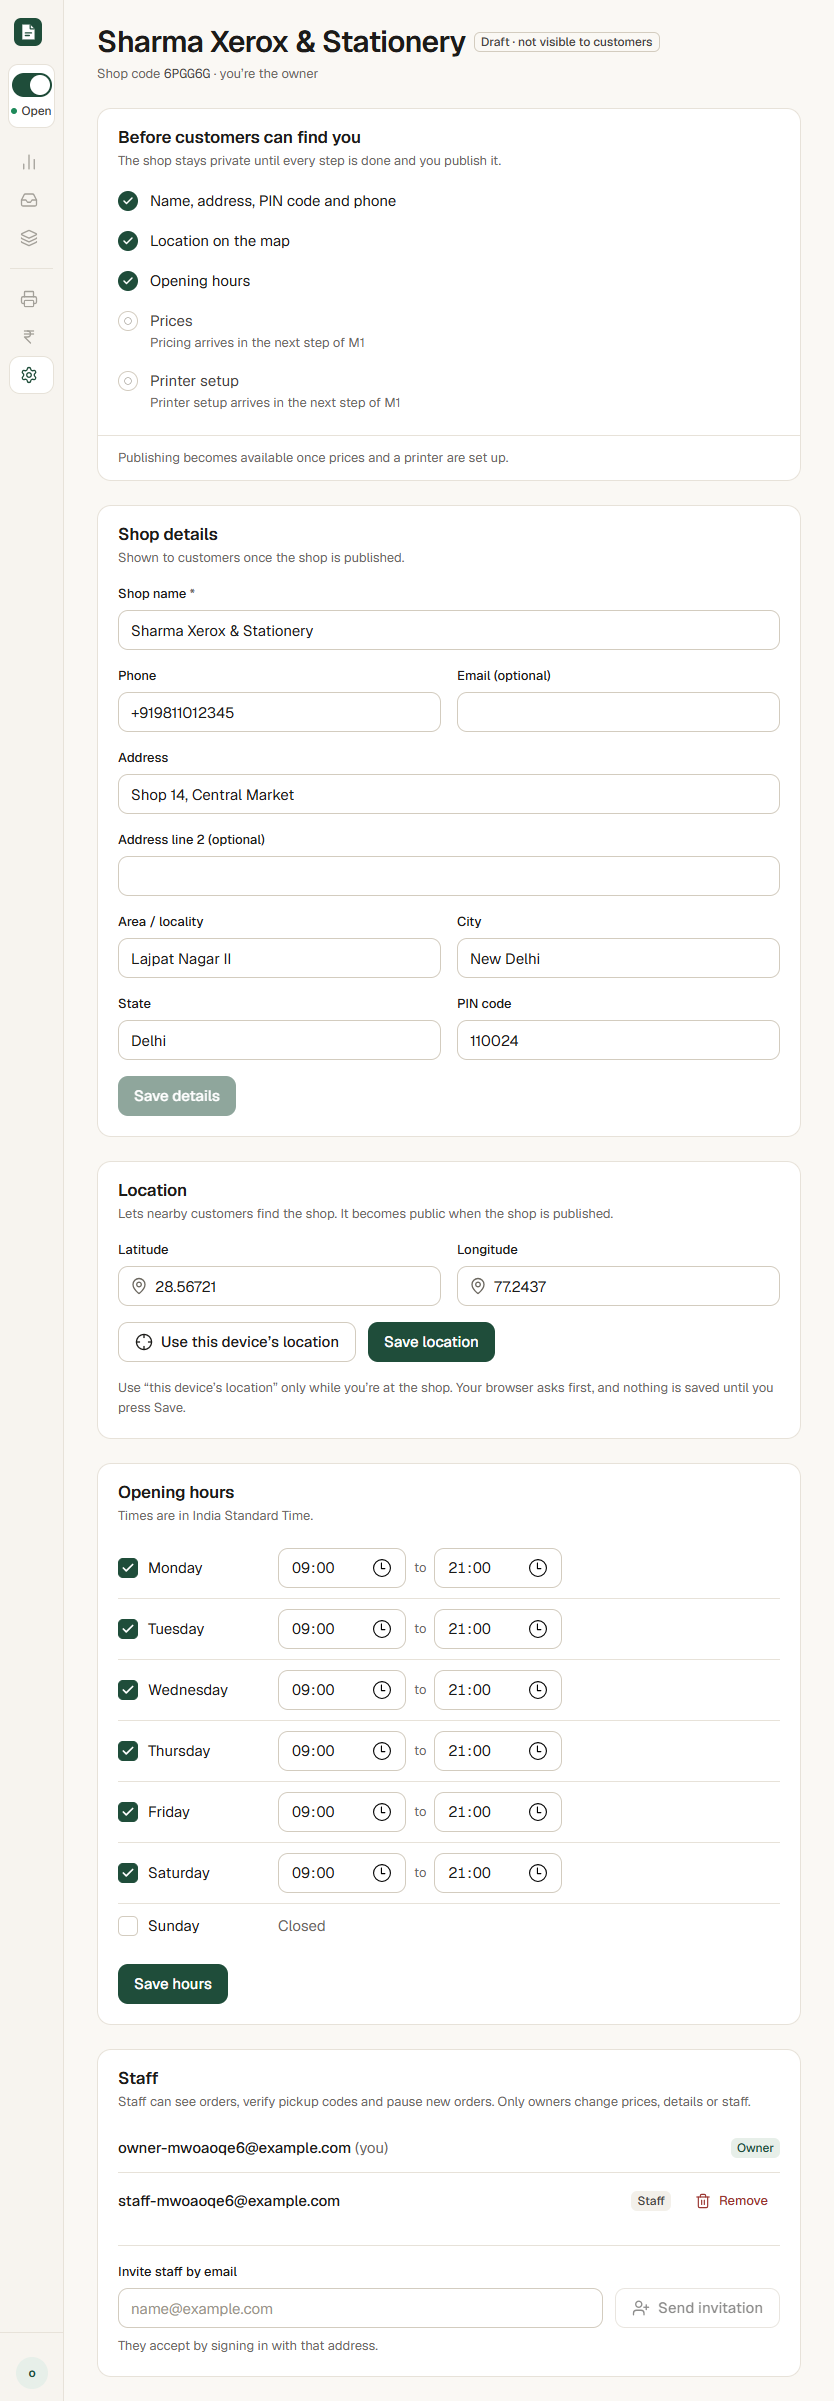 Sharma Xerox & Stationery
Draft · not visible to customers
Shop code 6PGG6G · you're the owner
Open
Before customers can find you
The shop stays private until every step is done and you publish it.
Name, address, PIN code and phone
Location on the map
Opening hours
Prices
Pricing arrives in the next step of M1
Printer setup
Printer setup arrives in the next step of M1
Publishing becomes available once prices and a printer are set up.
Shop details
Shown to customers once the shop is published.
Shop name *
Sharma Xerox & Stationery
Phone
Email (optional)
+919811012345
Address
Shop 14, Central Market
Address line 2 (optional)
Area / locality
City
Lajpat Nagar II
New Delhi
State
PIN code
Delhi
110024
Save details
Location
Lets nearby customers find the shop. It becomes public when the shop is published.
Latitude
Longitude
28.56721
77.2437
Use this device's location
Save location
Use “this device's location” only while you're at the shop. Your browser asks first, and nothing is saved until you
press Save.
Opening hours
Times are in India Standard Time.
Monday 09:00 to 21:00
Tuesday 09:00 to 21:00
Wednesday 09:00 to 21:00
Thursday 09:00 to 21:00
Friday 09:00 to 21:00
Saturday 09:00 to 21:00
Sunday Closed
Save hours
Staff
Staff can see orders, verify pickup codes and pause new orders. Only owners change prices, details or staff.
owner-mwoaoqe6@example.com (you) Owner
staff-mwoaoqe6@example.com Staff Remove
Invite staff by email
name@example.com
Send invitation
They accept by signing in with that address.
o